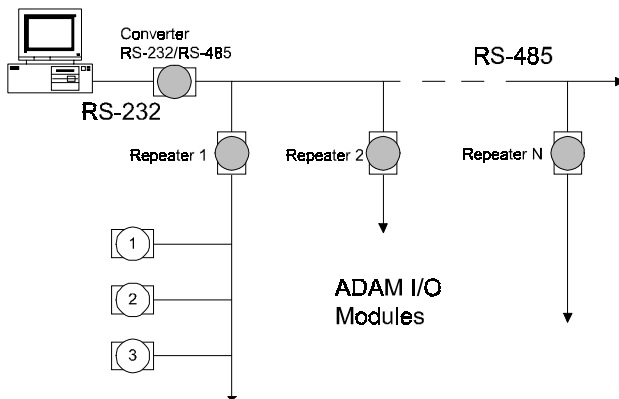 Converter
RS-232/RS-485
RS-485
RS-232
Repeater 1
Repeater 2
Repeater N
1
2
3
ADAM I/O
Modules